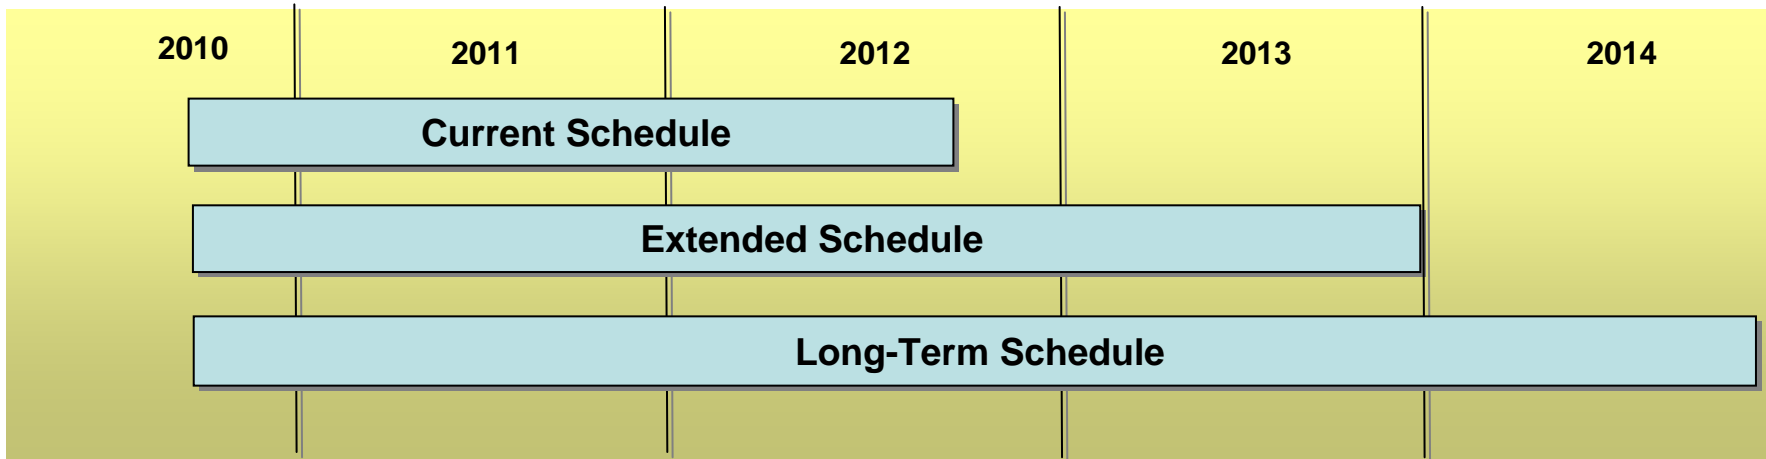 2010 2011 2012 2013 2014
Current Schedule
Extended Schedule
Long-Term Schedule